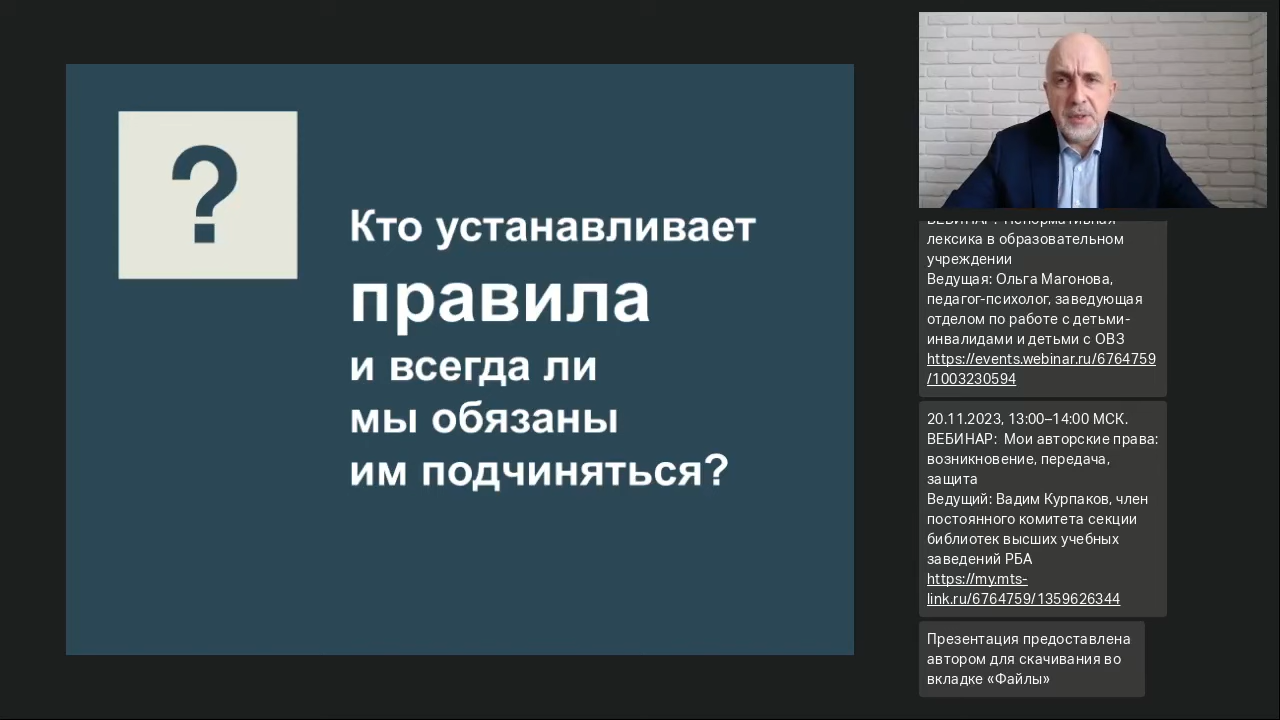 ?
Кто устанавливает
правила
и всегда ли
мы обязаны
им подчиняться?
ВЕБИНАР: Ненормативная
лексика в образовательном
учреждении
Ведущая: Ольга Магонова,
педагог-психолог, заведующая
отделом по работе с детьми-
инвалидами и детьми с ОВЗ
https://events.webinar.ru/6764759
/1003230594
20.11.2023, 13:00–14:00 МСК.
ВЕБИНАР: Мои авторские права:
возникновение, передача,
защита
Ведущий: Вадим Курпаков, член
постоянного комитета секции
библиотек высших учебных
заведений РБА
https://my.mts-
link.ru/6764759/1359626344
Презентация предоставлена
автором для скачивания во
вкладке «Файлы»